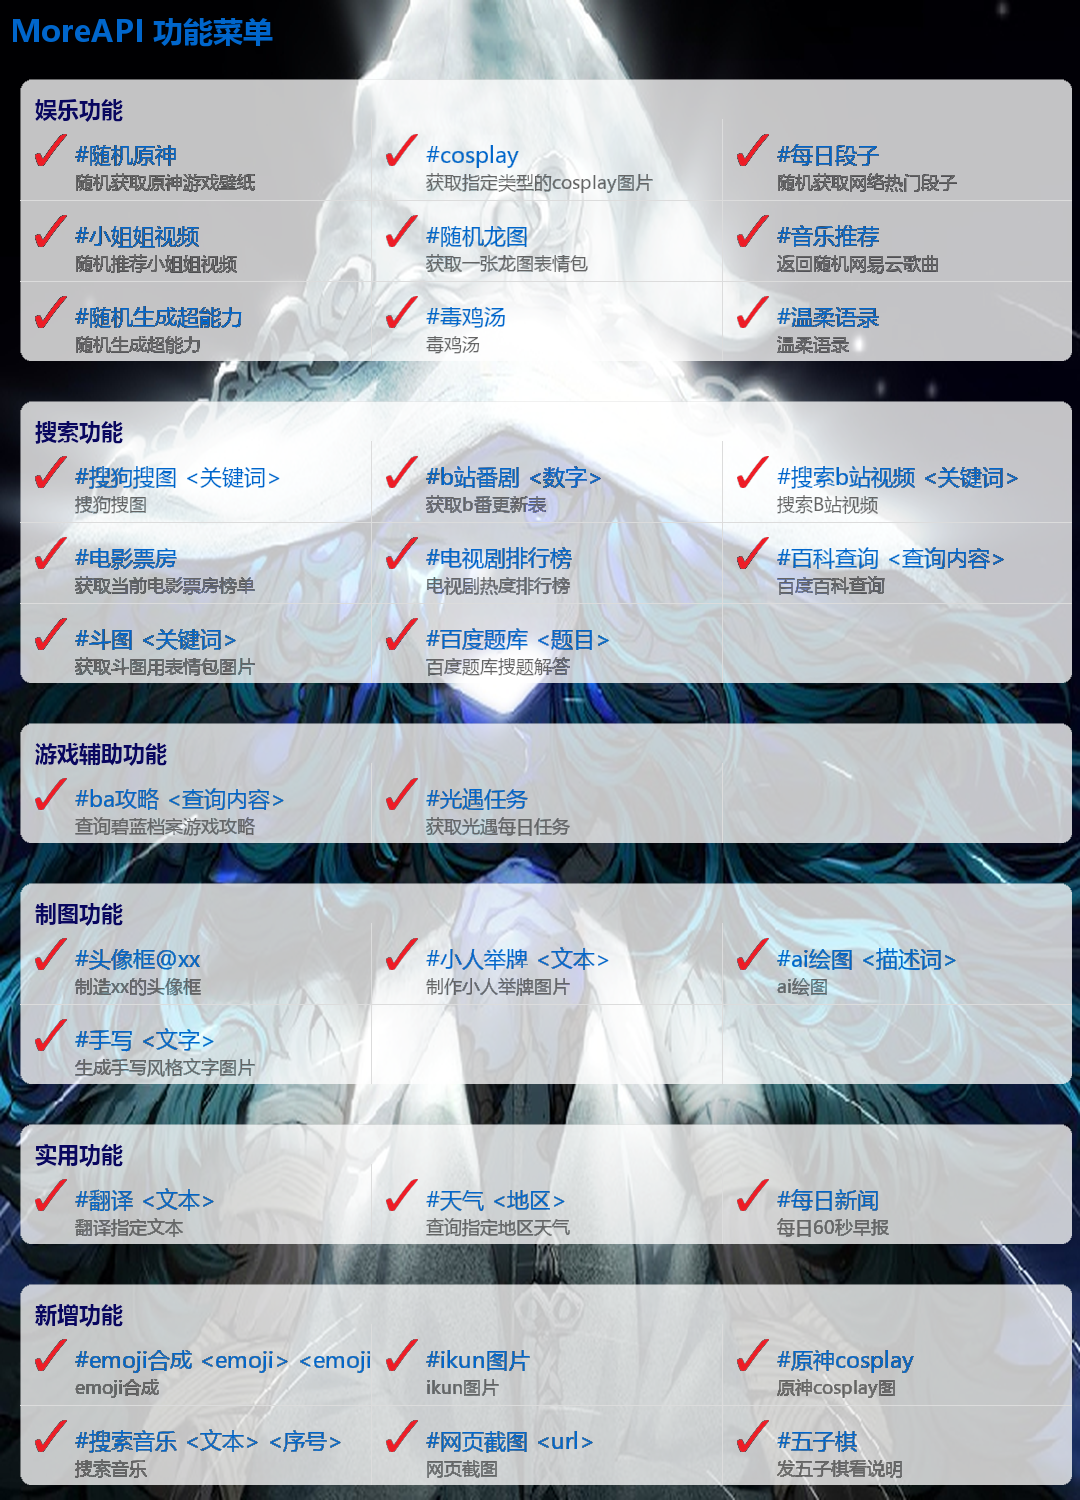 MoreAPI 功能菜单
娱乐功能
#随机原神
随机获取原神游戏壁纸
#cosplay
获取指定类型的cosplay图片
#每日段子
随机获取网络热门段子
#小姐姐视频
随机推荐小姐姐视频
#随机龙图
获取一张龙图表情包
#音乐推荐
返回随机网易云歌曲
#随机生成超能力
随机生成超能力
#毒鸡汤
毒鸡汤
#温柔语录
温柔语录
搜索功能
#搜狗搜图 <关键词>
搜狗搜图
#b站番剧 <数字>
获取b番更新表
#搜索b站视频 <关键词>
搜索B站视频
#电影票房
获取当前电影票房榜单
#电视剧排行榜
电视剧热度排行榜
#百科查询 <查询内容>
百度百科查询
#斗图 <关键词>
获取斗图用表情包图片
#百度题库 <题目>
百度题库搜题解答
游戏辅助功能
#ba攻略 <查询内容>
查询碧蓝档案游戏攻略
#光遇任务
获取光遇每日任务
制图功能
#头像框@xx
制造xx的头像框
#小人举牌 <文本>
制作小人举牌图片
#ai绘图 <描述词>
ai绘图
#手写 <文字>
生成手写风格文字图片
实用功能
#翻译 <文本>
翻译指定文本
#天气 <地区>
查询指定地区天气
#每日新闻
每日60秒早报
新增功能
#emoji合成 <emoji> <emoji
emoji合成
#ikun图片
ikun图片
#原神cosplay
原神cosplay图
#搜索音乐 <文本> <序号>
搜索音乐
#网页截图 <url>
网页截图
#五子棋
发五子棋看说明